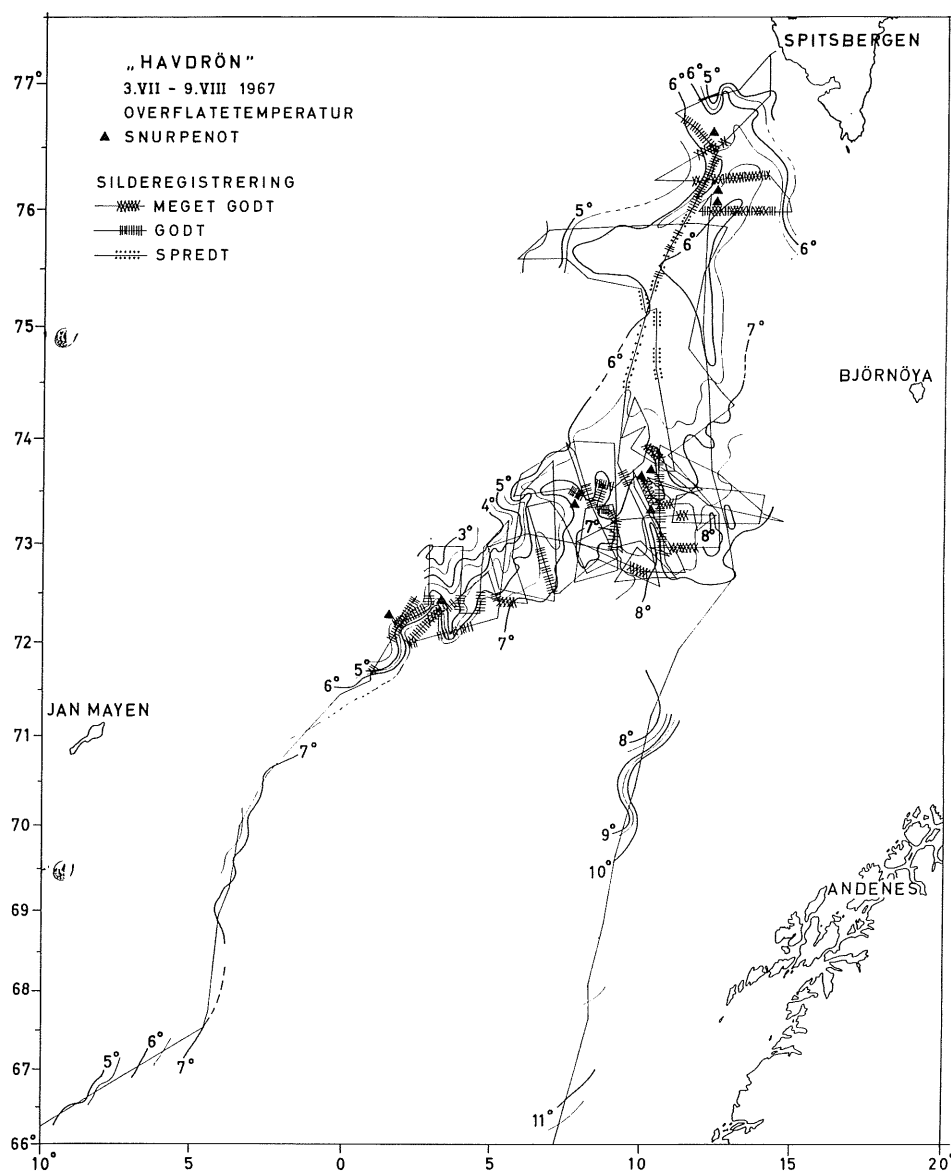 „HAVDRÖN"
3.VII - 9.VIII 1967
OVERFLATETEMPERATUR
▲ SNURPENOT
SILDEREGISTRERING
MEGET GODT
GODT
SPREDT
SPITSBERGEN
77°
6° 6° 5°
76
5°
6°
6°
75
7°
6°
BJÖRNÖYA
74
5°
4°
73
3°
7°
8°
8°
72
7°
5°
6°
JAN MAYEN
71
8°
7°
70
9°
10°
ANDENES
69
68
67
5°
6°
7°
11°
66°
10° 5 0 5 10 15 20